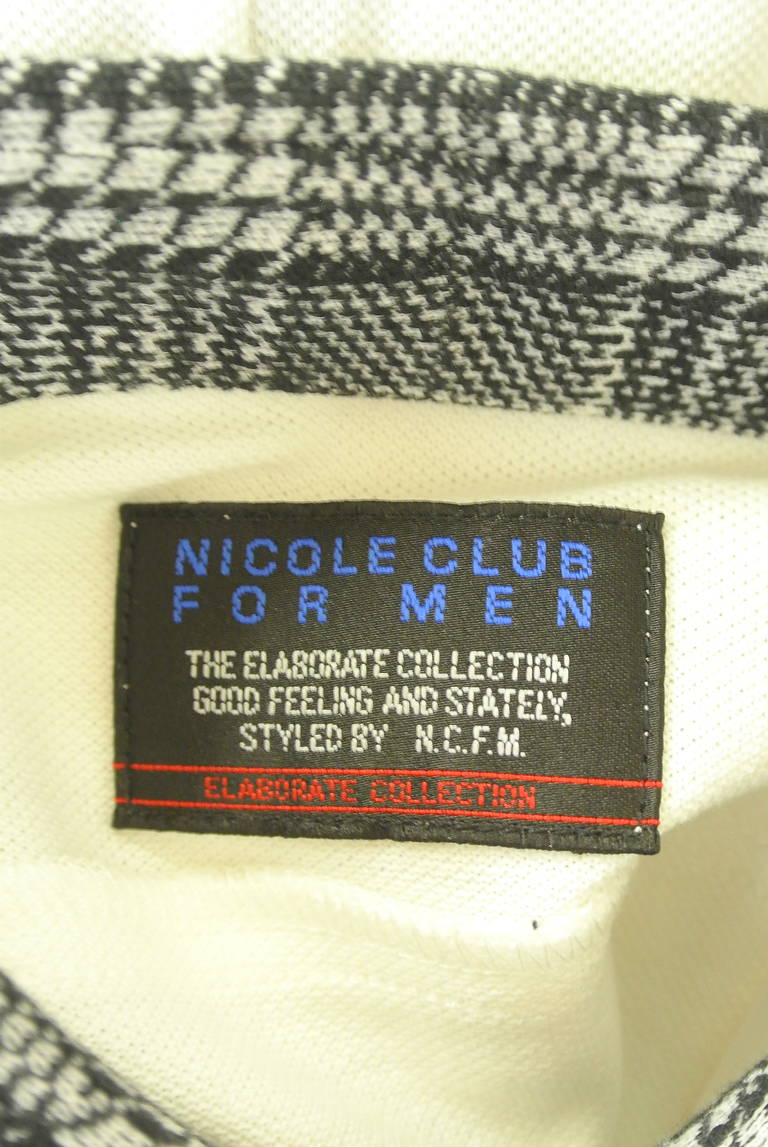 NICOLE CLUB
FOR MEN
THE ELABORATE COLLECTION
GOOD FEELING AND STATELY,
STYLED BY N.C.F.M.
ELABORATE COLLECTION